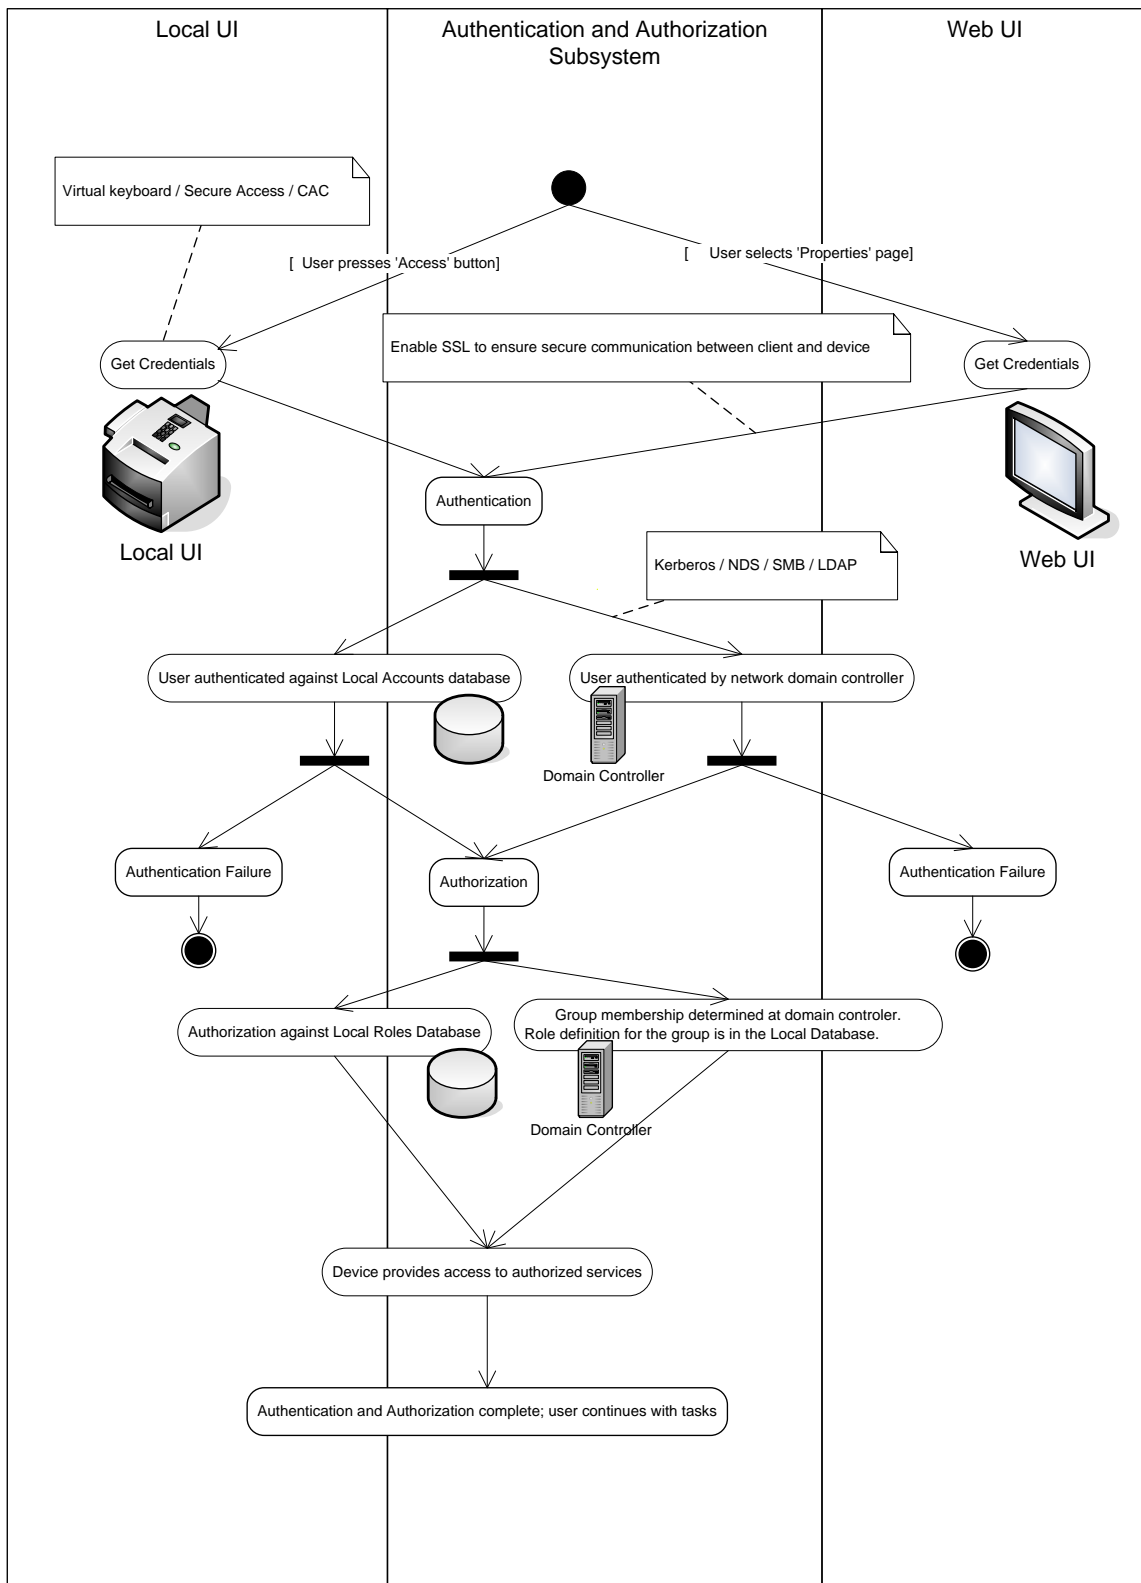 Local UI
Authentication and Authorization
Subsystem
Web UI
Virtual keyboard / Secure Access / CAC
[ User presses 'Access' button]
[ User selects 'Properties' page]
Enable SSL to ensure secure communication between client and device
Get Credentials
Get Credentials
Authentication
Local UI
Web UI
Kerberos / NDS / SMB / LDAP
User authenticated against Local Accounts database
User authenticated by network domain controller
Domain Controller
Authentication Failure
Authorization
Authentication Failure
Authorization against Local Roles Database
Group membership determined at domain controler.
Role definition for the group is in the Local Database.
Domain Controller
Device provides access to authorized services
Authentication and Authorization complete; user continues with tasks